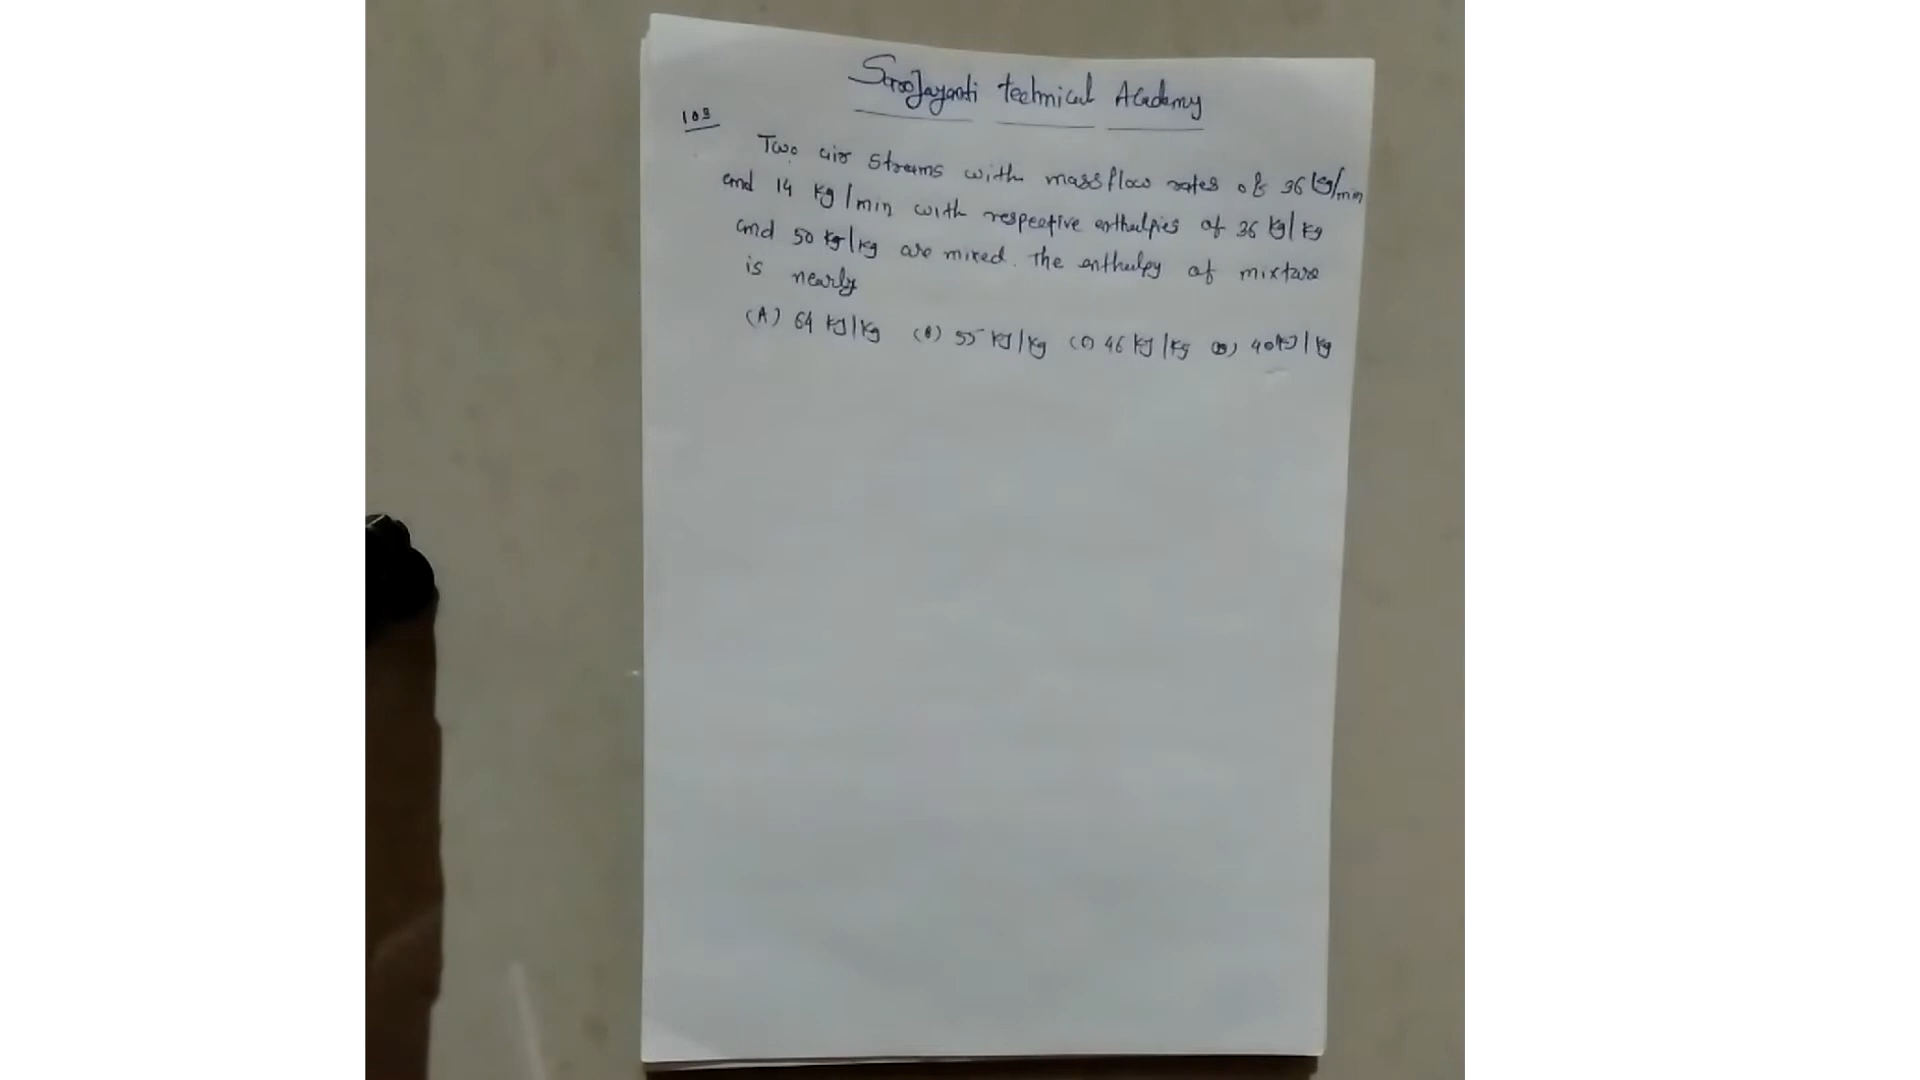 Saroojayanti technical Academy
103
Two air streams with mass flow rates of 36 kg/min
and 14 kg/min with respective enthalpies of 36 kJ/kg
and 50 kJ/kg are mixed. The enthalpy of mixture
is nearly
(A) 64 kJ/kg (B) 55 kJ/kg (C) 46 kJ/kg (D) 40 kJ/kg